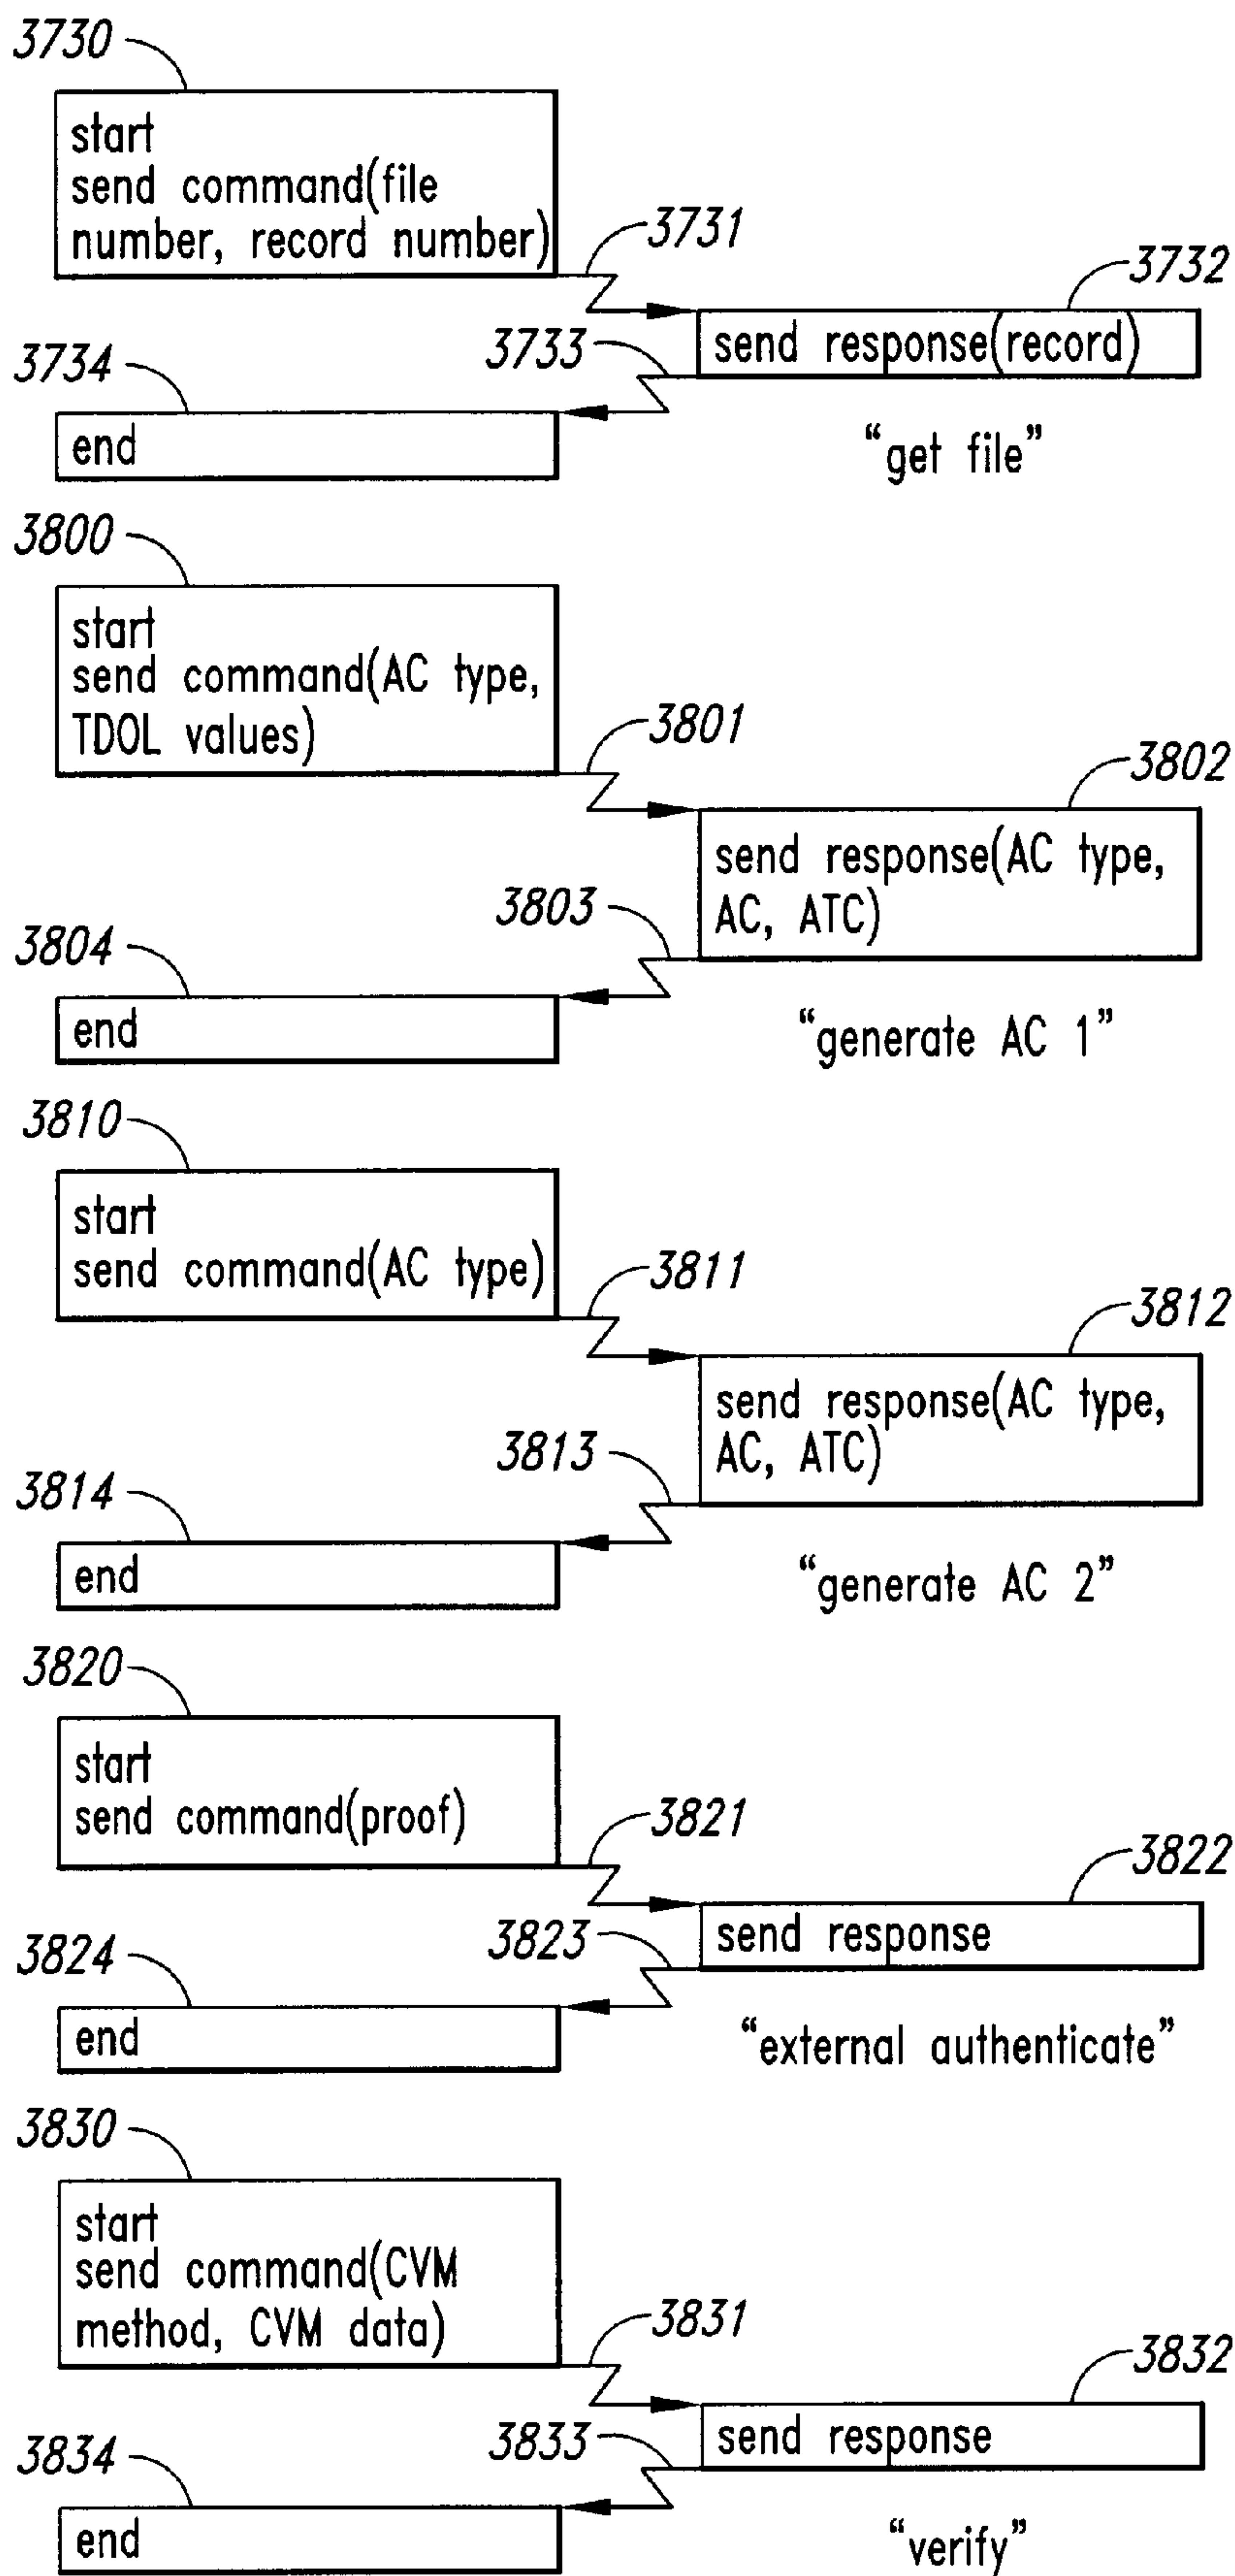 3730
start
send command(file
number, record number)
3731
3732
send response(record)
3733
3734
end
“get file”
3800
start
send command(AC type,
TDOL values)
3801
3802
send response(AC type,
AC, ATC)
3803
3804
end
“generate AC 1”
3810
start
send command(AC type)
3811
3812
send response(AC type,
AC, ATC)
3813
3814
end
“generate AC 2”
3820
start
send command(proof)
3821
3822
send response
3823
3824
end
“external authenticate”
3830
start
send command(CVM
method, CVM data)
3831
3832
send response
3833
3834
end
“verify”